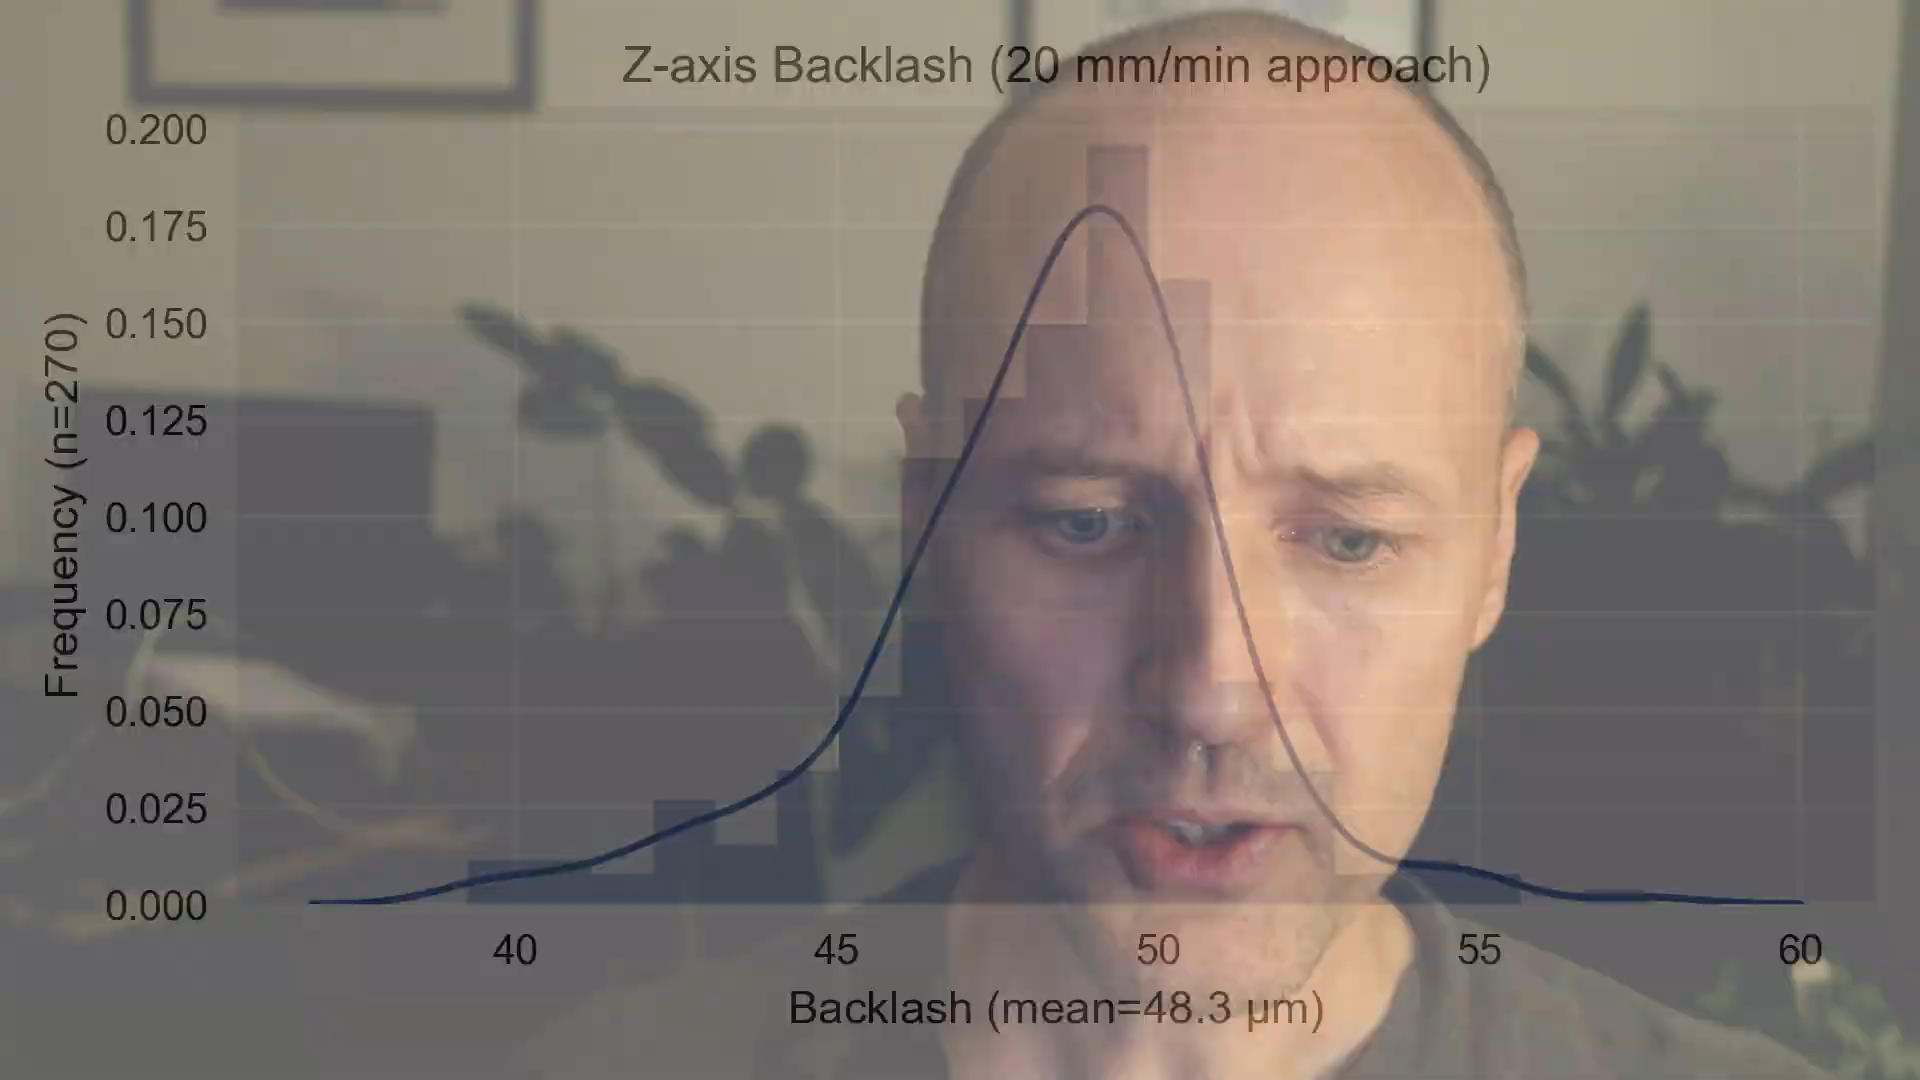 Z-axis Backlash (20 mm/min approach)
0.200
0.175
0.150
0.125
0.100
0.075
0.050
0.025
0.000
Frequency (n=270)
40 45 50 55 60
Backlash (mean=48.3 µm)